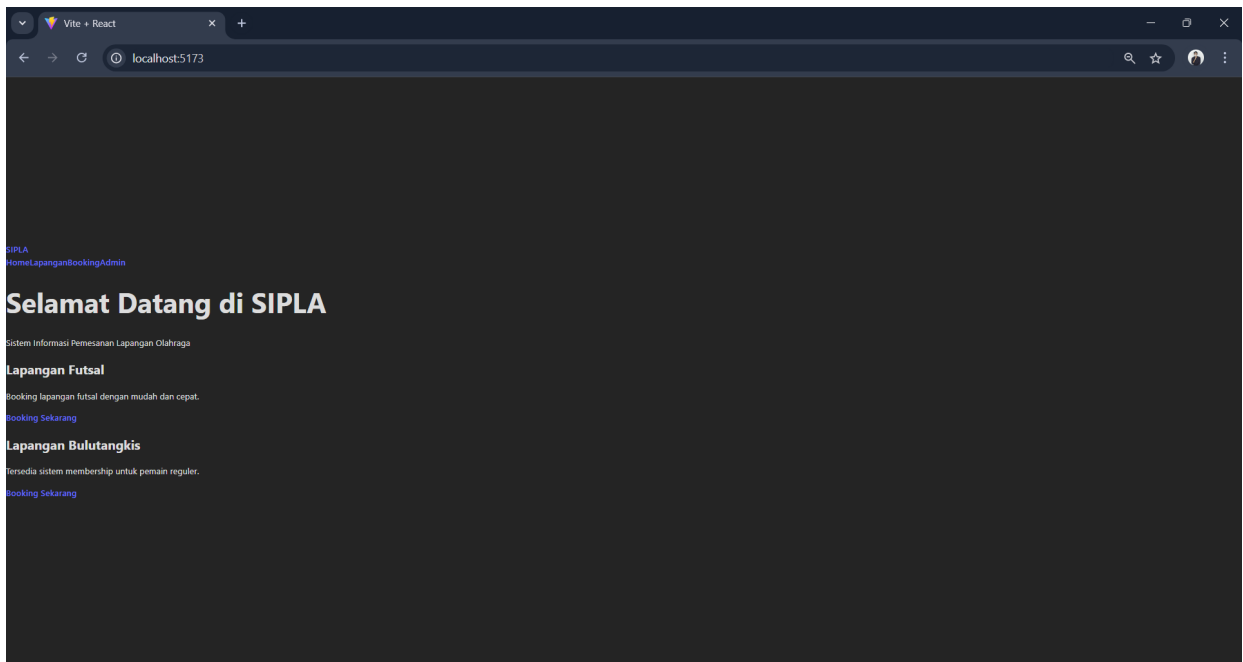 Vite + React
localhost:5173
SIPLA
HomeLapanganBookingAdmin
Selamat Datang di SIPLA
Sistem Informasi Pemesanan Lapangan Olahraga
Lapangan Futsal
Booking lapangan futsal dengan mudah dan cepat.
Booking Sekarang
Lapangan Bulutangkis
Tersedia sistem membership untuk pemain reguler.
Booking Sekarang